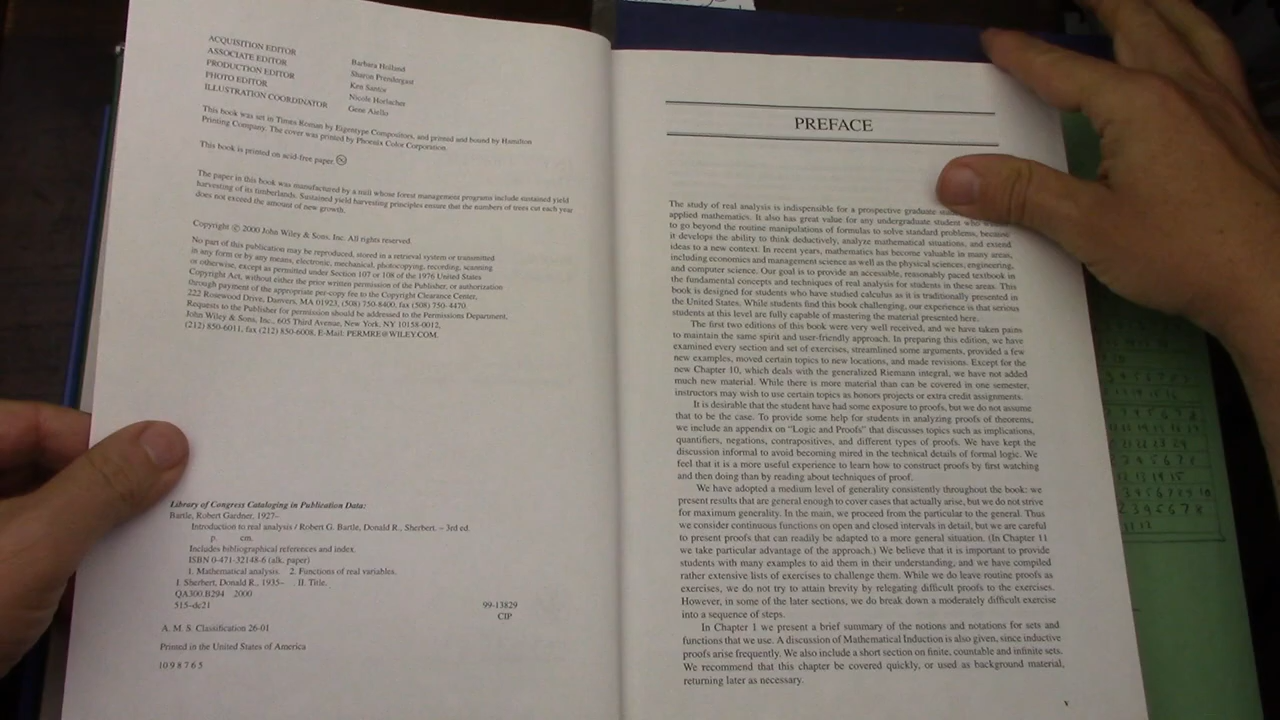 ACQUISITION EDITOR Barbara Holland
ASSOCIATE EDITOR Sharon Prendergast
PRODUCTION EDITOR Ken Santor
PHOTO EDITOR Nicole Horlacher
ILLUSTRATION COORDINATOR Gene Aiello
This book was set in Times Roman by Eigentype Compositors, and printed and bound by Hamilton
Printing Company. The cover was printed by Phoenix Color Corporation.
This book is printed on acid-free paper.
The paper in this book was manufactured by a mill whose forest management programs include sustained yield
harvesting of its timberlands. Sustained yield harvesting principles ensure that the numbers of trees cut each year
does not exceed the amount of new growth.
Copyright © 2000 John Wiley & Sons, Inc. All rights reserved.
No part of this publication may be reproduced, stored in a retrieval system or transmitted
in any form or by any means, electronic, mechanical, photocopying, recording, scanning
or otherwise, except as permitted under Section 107 or 108 of the 1976 United States
Copyright Act, without either the prior written permission of the Publisher, or authorization
through payment of the appropriate per-copy fee to the Copyright Clearance Center,
222 Rosewood Drive, Danvers, MA 01923, (508) 750-8400, fax (508) 750-4470.
Requests to the Publisher for permission should be addressed to the Permissions Department,
John Wiley & Sons, Inc., 605 Third Avenue, New York, NY 10158-0012,
(212) 850-6011, fax (212) 850-6008, E-Mail: PERMRE@WILEY.COM.
Library of Congress Cataloging in Publication Data:
Bartle, Robert Gardner, 1927–
Introduction to real analysis / Robert G. Bartle, Donald R., Sherbert. – 3rd ed.
p. cm.
Includes bibliographical references and index.
ISBN 0-471-32148-6 (alk. paper)
1. Mathematical analysis. 2. Functions of real variables.
I. Sherbert, Donald R., 1935– . II. Title.
QA300.B294 2000
515–dc21 99-13829
CIP
A. M. S. Classification 26-01
Printed in the United States of America
10 9 8 7 6 5
PREFACE
The study of real analysis is indispensible for a prospective graduate
applied mathematics. It also has great value for any undergraduate student who
to go beyond the routine manipulations of formulas to solve standard problems, because
it develops the ability to think deductively, analyze mathematical situations, and extend
ideas to a new context. In recent years, mathematics has become valuable in many areas,
including economics and management science as well as the physical sciences, engineering,
and computer science. Our goal is to provide an accessible, reasonably paced textbook in
the fundamental concepts and techniques of real analysis for students in these areas. This
book is designed for students who have studied calculus as it is traditionally presented in
the United States. While students find this book challenging, our experience is that serious
students at this level are fully capable of mastering the material presented here.
The first two editions of this book were very well received, and we have taken pains
to maintain the same spirit and user-friendly approach. In preparing this edition, we have
examined every section and set of exercises, streamlined some arguments, provided a few
new examples, moved certain topics to new locations, and made revisions. Except for the
new Chapter 10, which deals with the generalized Riemann integral, we have not added
much new material. While there is more material than can be covered in one semester,
instructors may wish to use certain topics as honors projects or extra credit assignments.
It is desirable that the student have had some exposure to proofs, but we do not assume
that to be the case. To provide some help for students in analyzing proofs of theorems,
we include an appendix on “Logic and Proofs” that discusses topics such as implications,
quantifiers, negations, contrapositives, and different types of proofs. We have kept the
discussion informal to avoid becoming mired in the technical details of formal logic. We
feel that it is a more useful experience to learn how to construct proofs by first watching
and then doing than by reading about techniques of proof.
We have adopted a medium level of generality consistently throughout the book: we
present results that are general enough to cover cases that actually arise, but we do not strive
for maximum generality. In the main, we proceed from the particular to the general. Thus
we consider continuous functions on open and closed intervals in detail, but we are careful
to present proofs that can readily be adapted to a more general situation. (In Chapter 11
we take particular advantage of the approach.) We believe that it is important to provide
students with many examples to aid them in their understanding, and we have compiled
rather extensive lists of exercises to challenge them. While we do leave routine proofs as
exercises, we do not try to attain brevity by relegating difficult proofs to the exercises.
However, in some of the later sections, we do break down a moderately difficult exercise
into a sequence of steps.
In Chapter 1 we present a brief summary of the notions and notations for sets and
functions that we use. A discussion of Mathematical Induction is also given, since inductive
proofs arise frequently. We also include a short section on finite, countable and infinite sets.
We recommend that this chapter be covered quickly, or used as background material,
returning later as necessary.
v